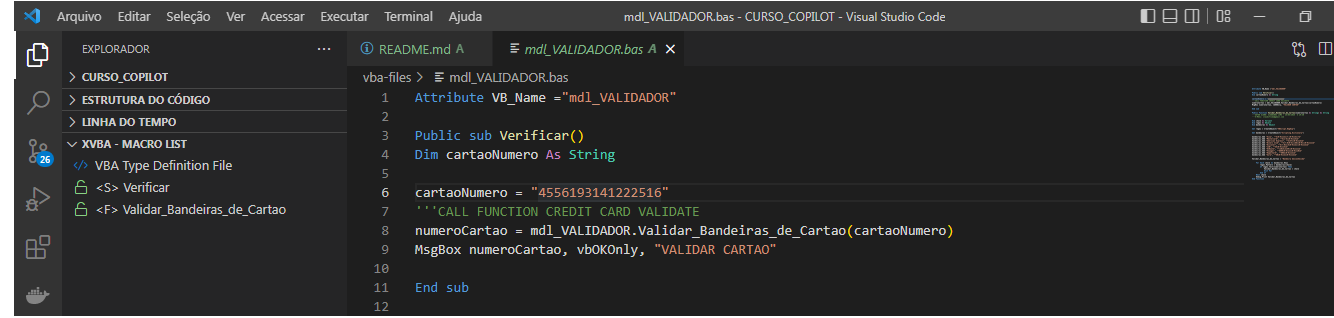 Arquivo Editar Seleção Ver Acessar Executar Terminal Ajuda mdl_VALIDADOR.bas - CURSO_COPILOT - Visual Studio Code
EXPLORADOR ···
CURSO_COPILOT
ESTRUTURA DO CÓDIGO
LINHA DO TEMPO
XVBA - MACRO LIST
VBA Type Definition File
<S> Verificar
<F> Validar_Bandeiras_de_Cartao
26
README.md A mdl_VALIDADOR.bas A
vba-files > mdl_VALIDADOR.bas
1 Attribute VB_Name ="mdl_VALIDADOR"
2
3 Public sub Verificar()
4 Dim cartaoNumero As String
5
6 cartaoNumero = "4556193141222516"
7 '''CALL FUNCTION CREDIT CARD VALIDATE
8 numeroCartao = mdl_VALIDADOR.Validar_Bandeiras_de_Cartao(cartaoNumero)
9 MsgBox numeroCartao, vbOKOnly, "VALIDAR CARTAO"
10
11 End sub
12